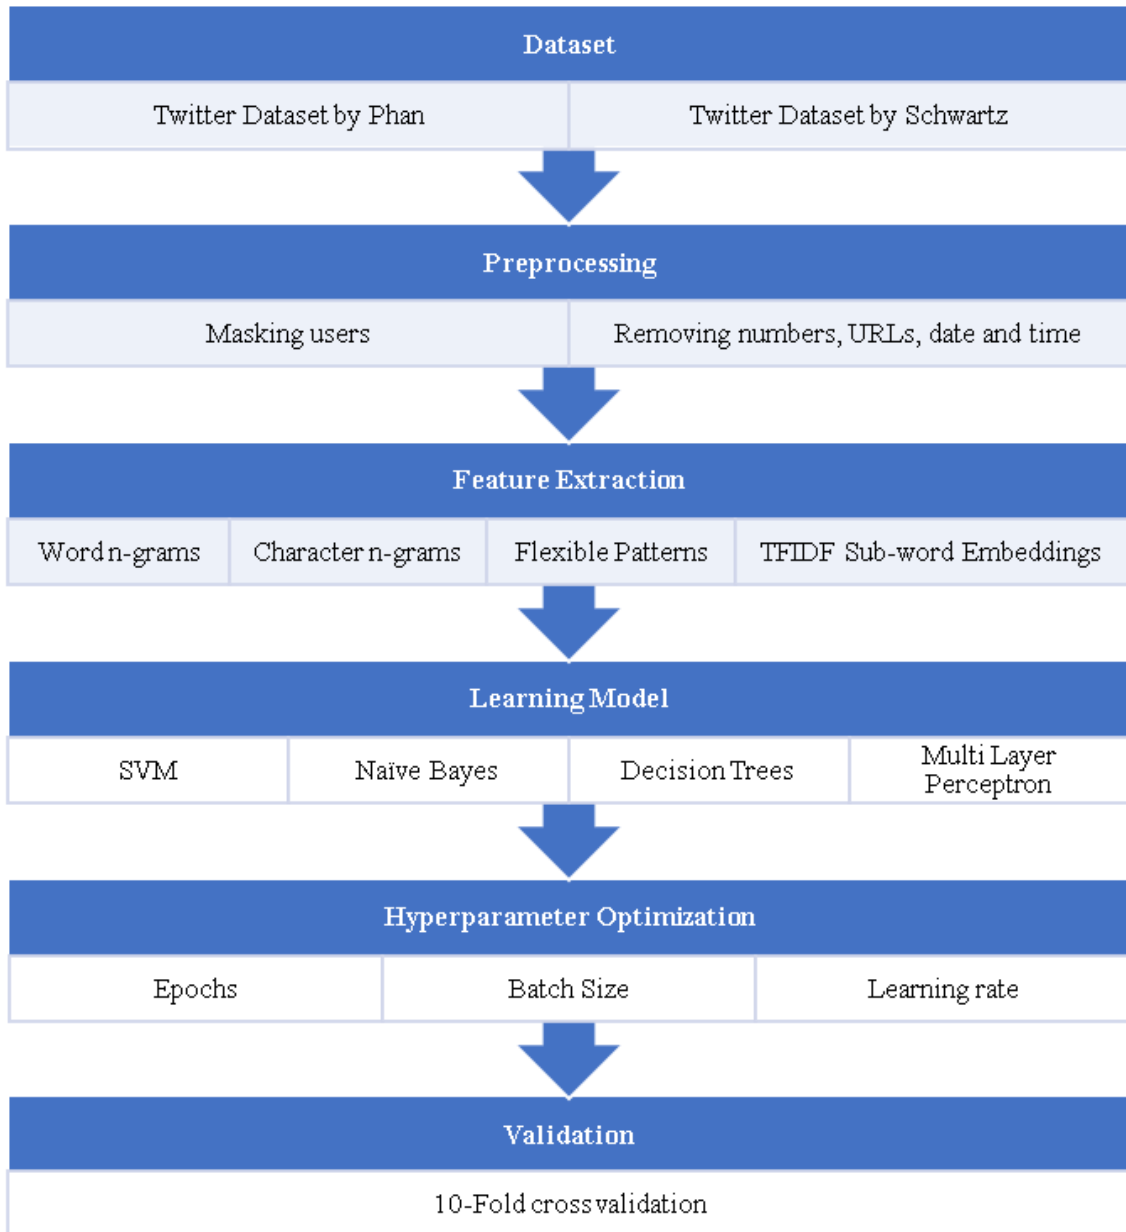 Dataset
Twitter Dataset by Phan
Twitter Dataset by Schwartz
Preprocessing
Masking users
Removing numbers, URLs, date and time
Feature Extraction
Word n-grams
Character n-grams
Flexible Patterns
TFIDF Sub-word Embeddings
Learning Model
SVM
Naïve Bayes
Decision Trees
Multi Layer
Perceptron
Hyperparameter Optimization
Epochs
Batch Size
Learning rate
Validation
10-Fold cross validation